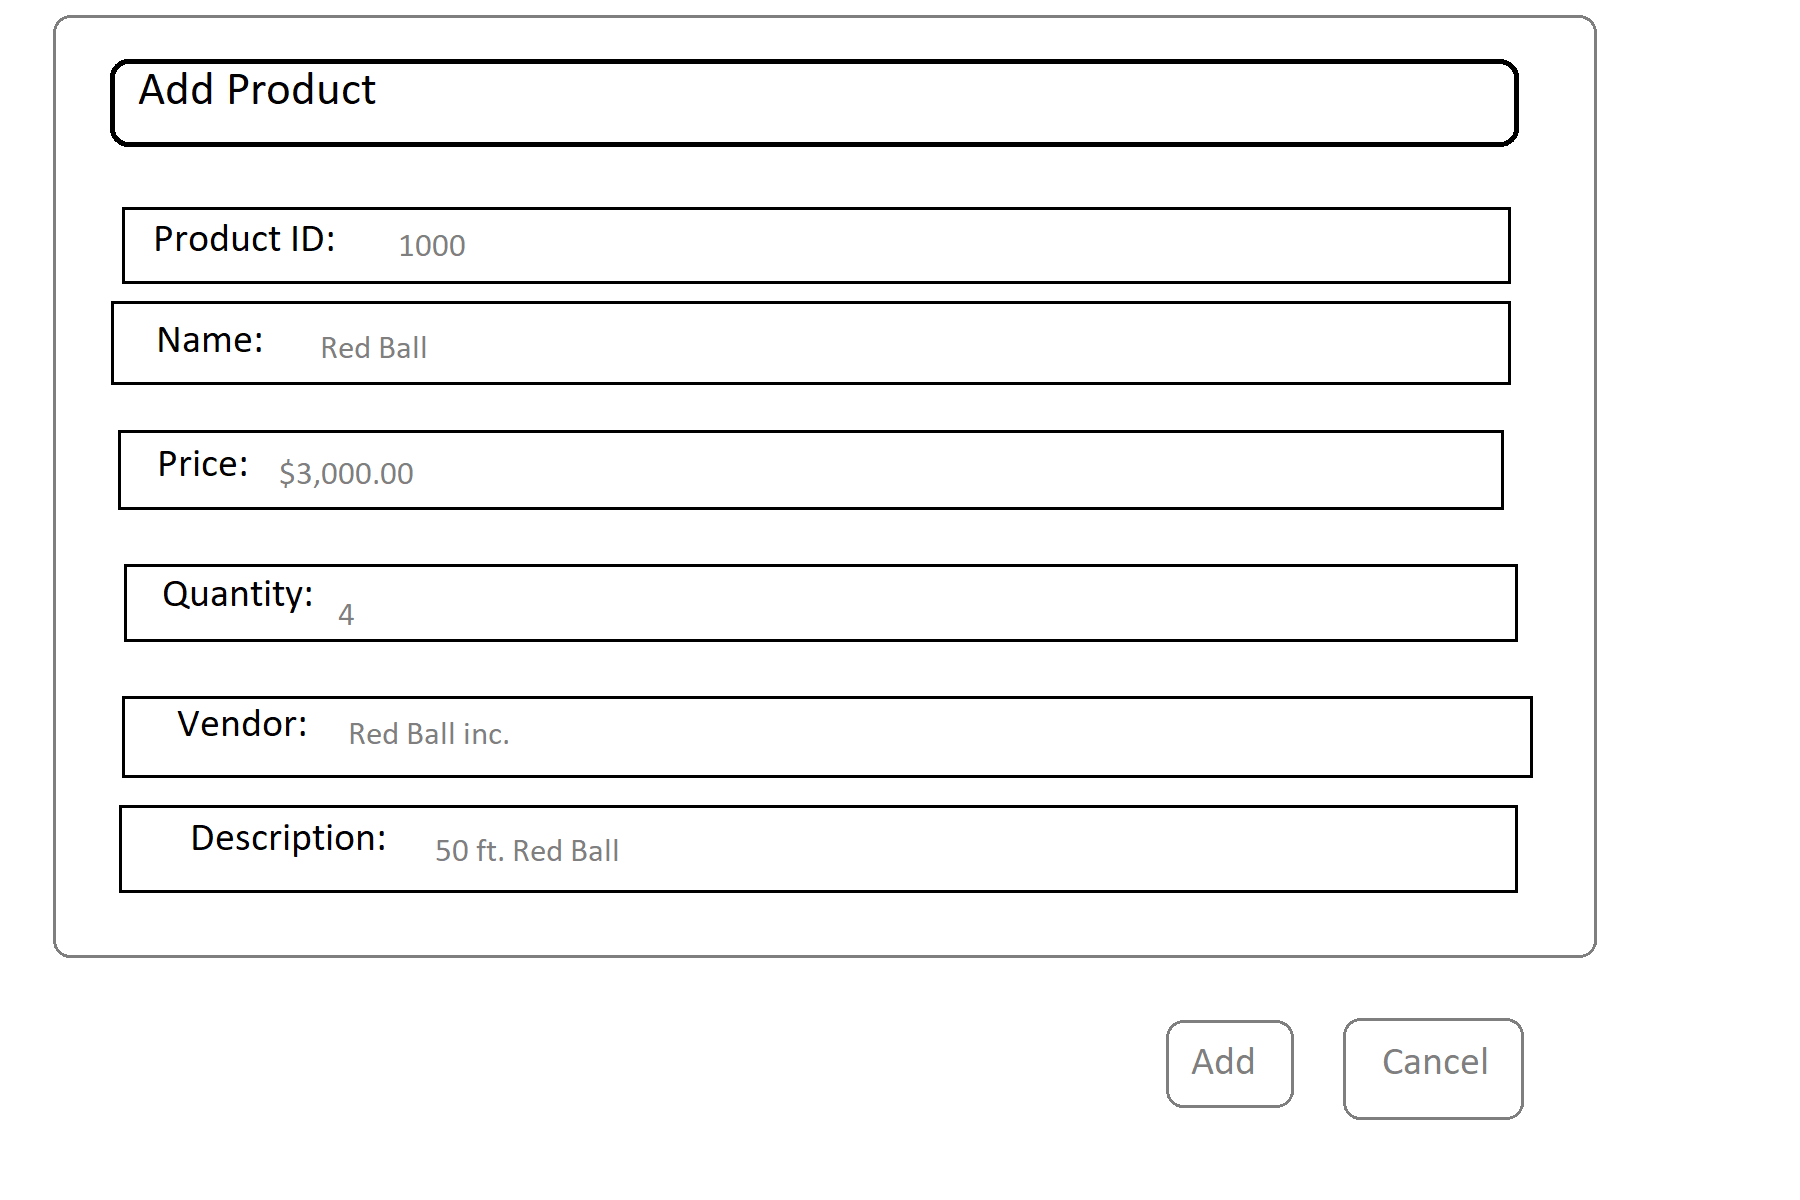 Add Product
Product ID: 1000
Name: Red Ball
Price: $3,000.00
Quantity: 4
Vendor: Red Ball inc.
Description: 50 ft. Red Ball
Add Cancel